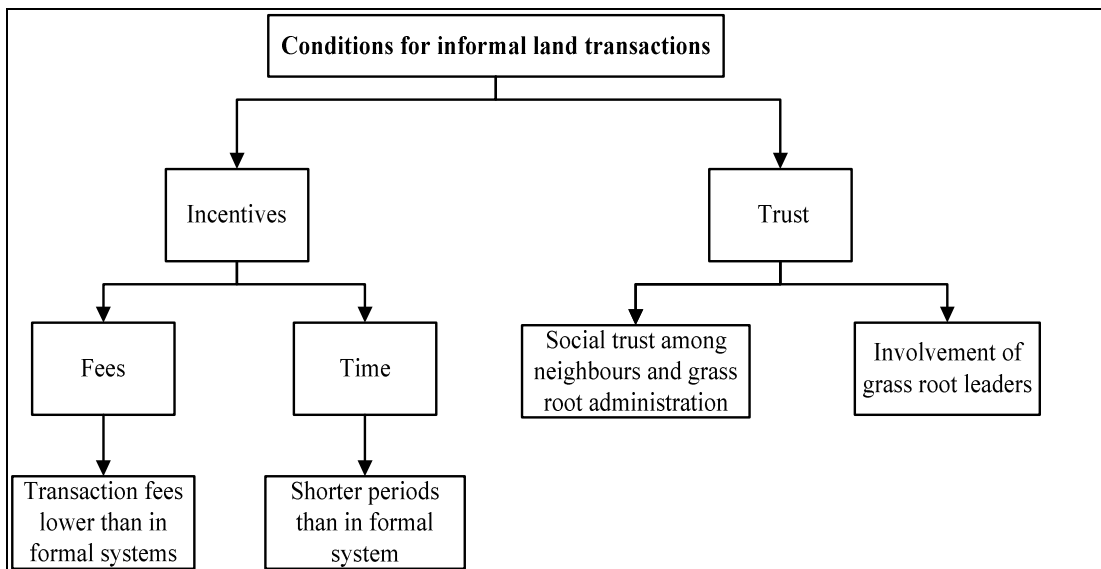 Conditions for informal land transactions
Incentives
Trust
Fees
Time
Social trust among
neighbours and grass
root administration
Involvement of
grass root leaders
Transaction fees
lower than in
formal systems
Shorter periods
than in formal
system